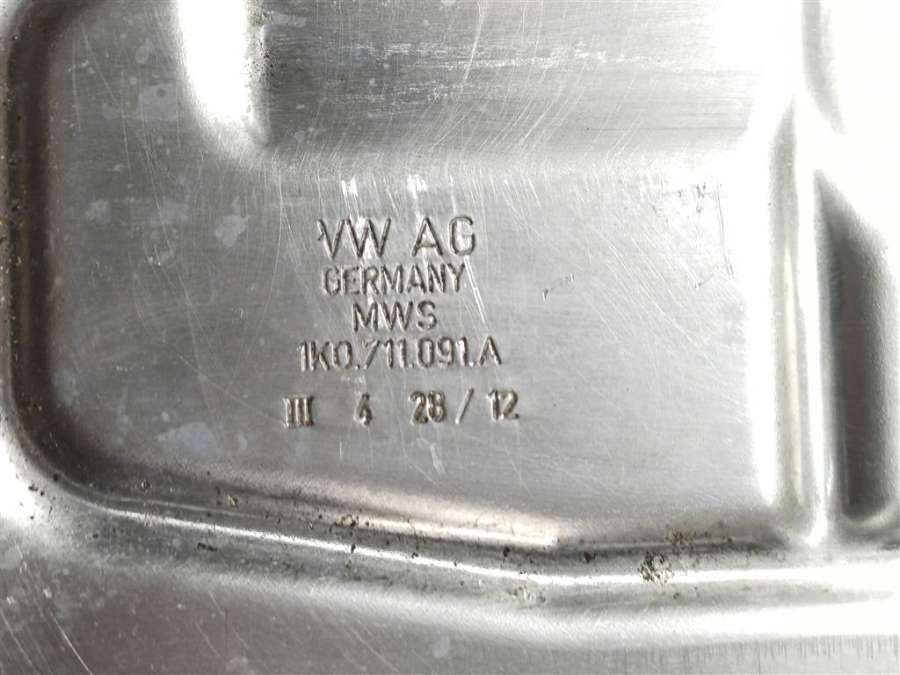 VW AG
GERMANY
MWS
1K0.711.091.A
III 4 28/12